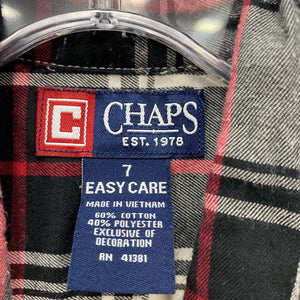 C CHAPS
EST. 1978
7
EASY CARE
MADE IN VIETNAM
60% COTTON
40% POLYESTER
EXCLUSIVE OF
DECORATION
RN 41381